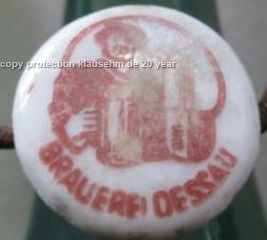 copy protection klausehm de 20 year
BRAUEREI DESSAU